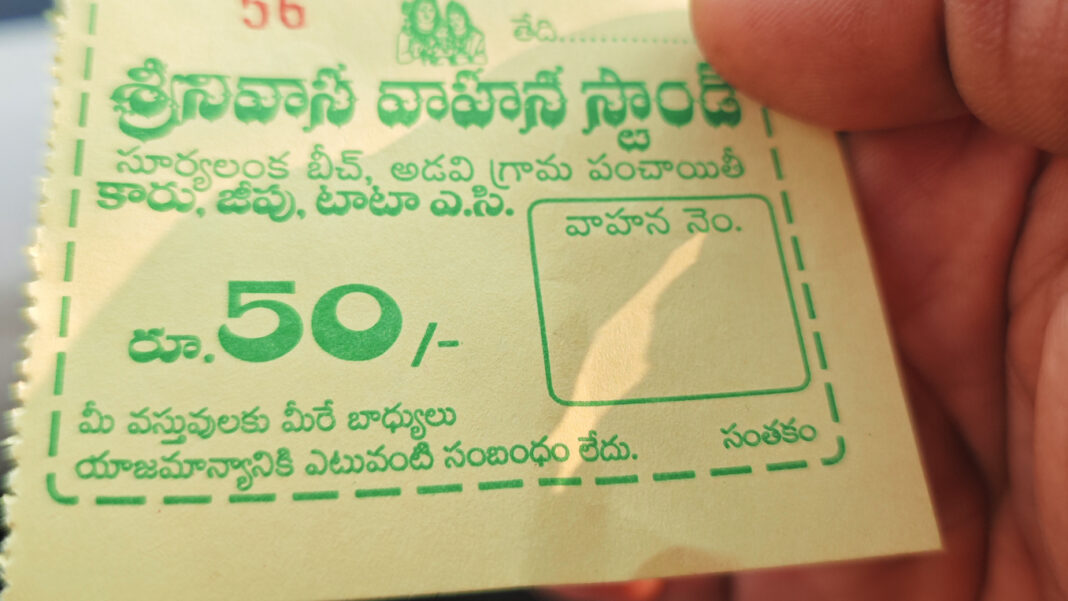 56
తేది....................
శ్రీనివాస వాహన స్టాండ్
సూర్యలంక బీచ్, అడవి గ్రామ పంచాయితీ
కారు, జీపు, టాటా ఎ.సి.
వాహన నెం.
రూ.50/-
మీ వస్తువులకు మీరే బాధ్యులు
యాజమాన్యానికి ఎటువంటి సంబంధం లేదు.
సంతకం